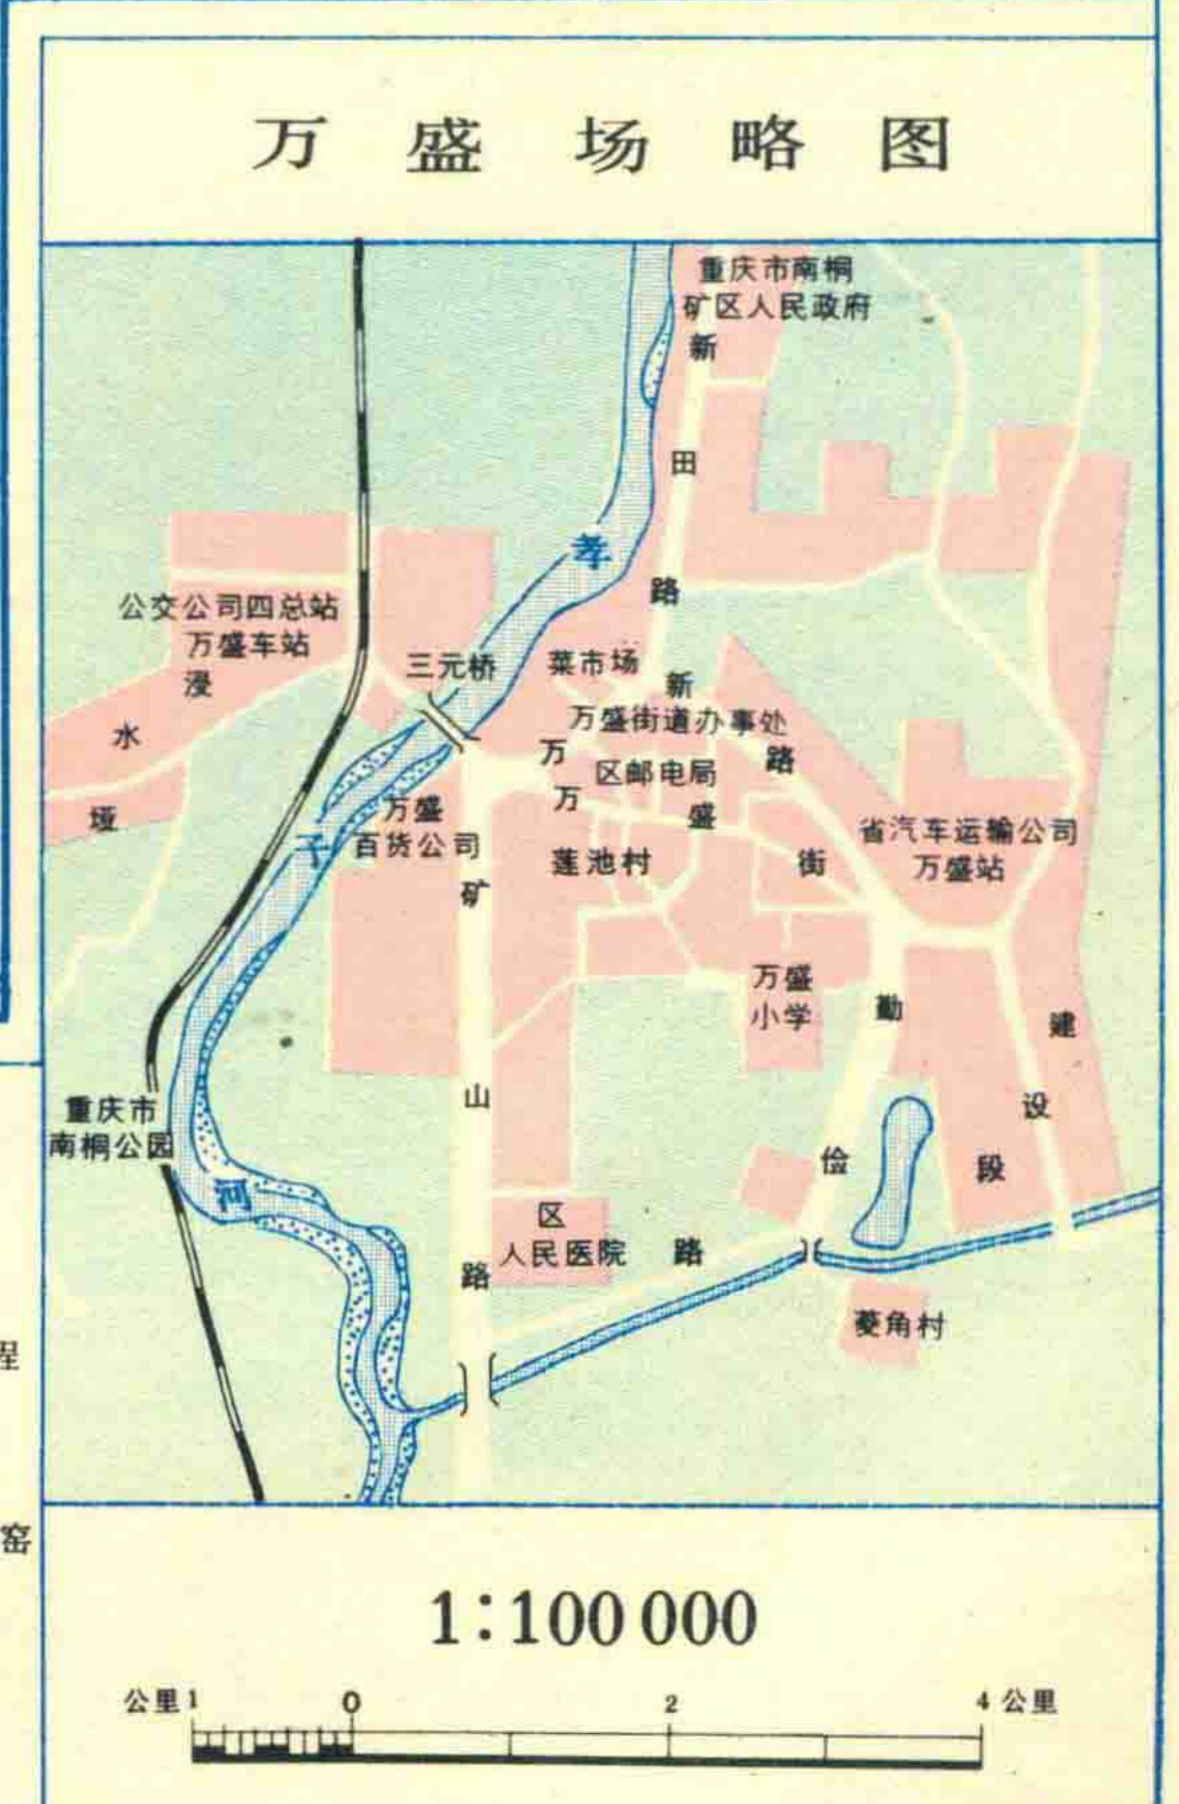 万盛场略图
重庆市南桐
矿区人民政府
新田路
孝子河
公交公司四总站
万盛车站
浸水垭
三元桥
菜市场
新
万盛街道办事处
万
路
区邮电局
万盛街
万盛
百货公司
莲池村
省汽车运输公司
万盛站
矿山路
万盛
小学
勤俭路
建设段
重庆市
南桐公园
区
人民医院
菱角村
程
窑
1:100 000
公里 1 0 2 4 公里